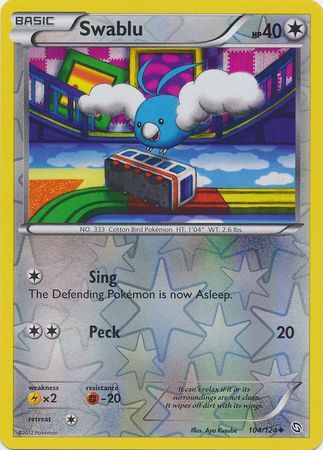 BASIC
Swablu
HP40
NO. 333 Cotton Bird Pokémon HT: 1'04" WT: 2.6 lbs.
Sing
The Defending Pokémon is now Asleep.
Peck 20
weakness
×2
resistance
-20
retreat
It can't relax if it or its
surroundings are not clean.
It wipes off dirt with its wings.
Illus. Ayo Kusube
104/124
©2012 Pokémon